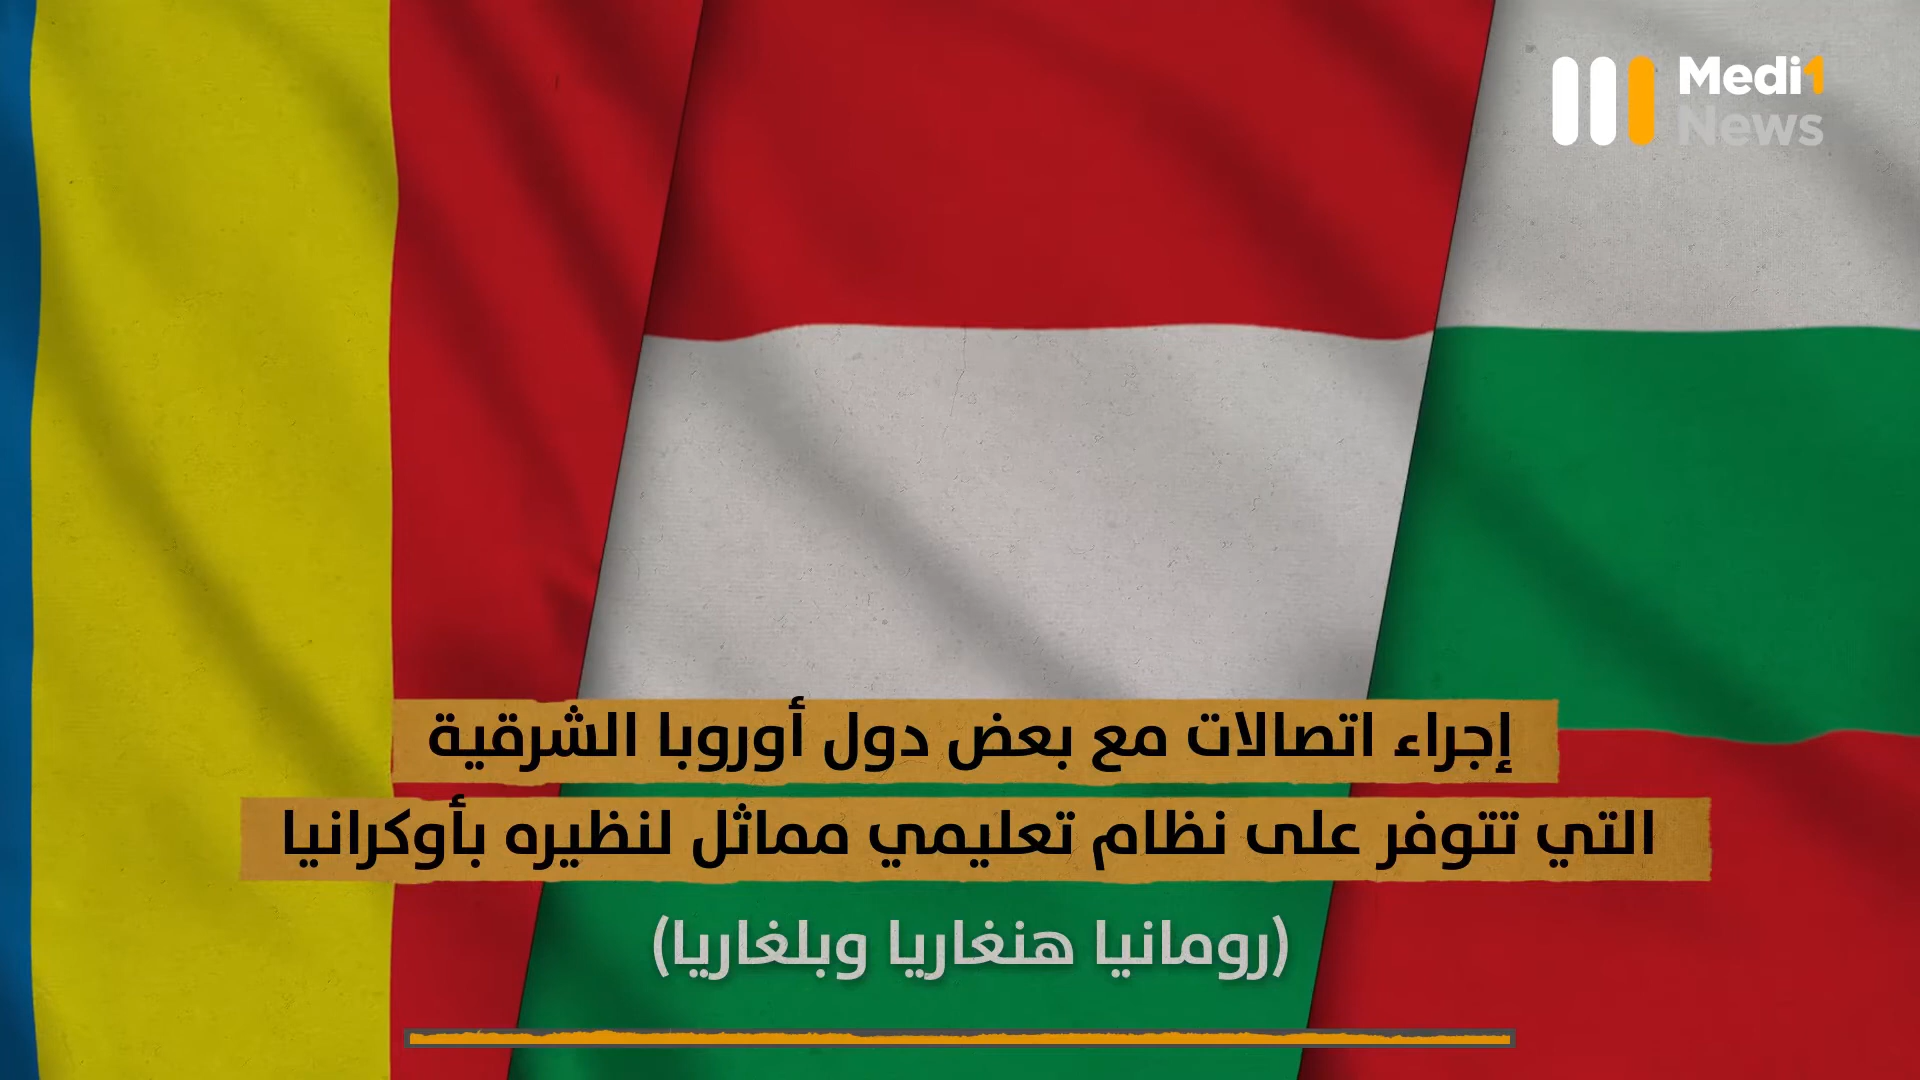 Medi1
News
إجراء اتصالات مع بعض دول أوروبا الشرقية
التي تتوفر على نظام تعليمي مماثل لنظيره بأوكرانيا
(رومانيا هنغاريا وبلغاريا)